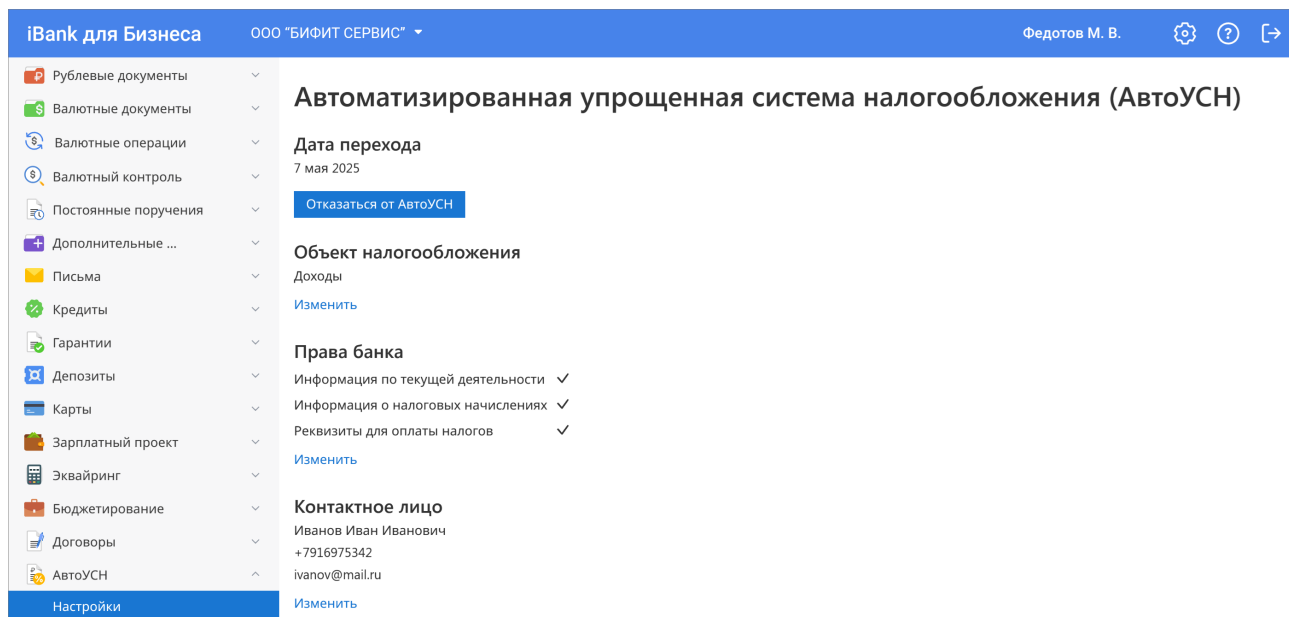 iBank для Бизнеса
ООО "БИФИТ СЕРВИС"
Федотов М. В.
Рублевые документы
Валютные документы
Валютные операции
Валютный контроль
Постоянные поручения
Дополнительные ...
Письма
Кредиты
Гарантии
Депозиты
Карты
Зарплатный проект
Эквайринг
Бюджетирование
Договоры
АвтоУСН
Настройки
Автоматизированная упрощенная система налогообложения (АвтоУСН)
Дата перехода
7 мая 2025
Отказаться от АвтоУСН
Объект налогообложения
Доходы
Изменить
Права банка
Информация по текущей деятельности
Информация о налоговых начислениях
Реквизиты для оплаты налогов
Изменить
Контактное лицо
Иванов Иван Иванович
+7916975342
ivanov@mail.ru
Изменить